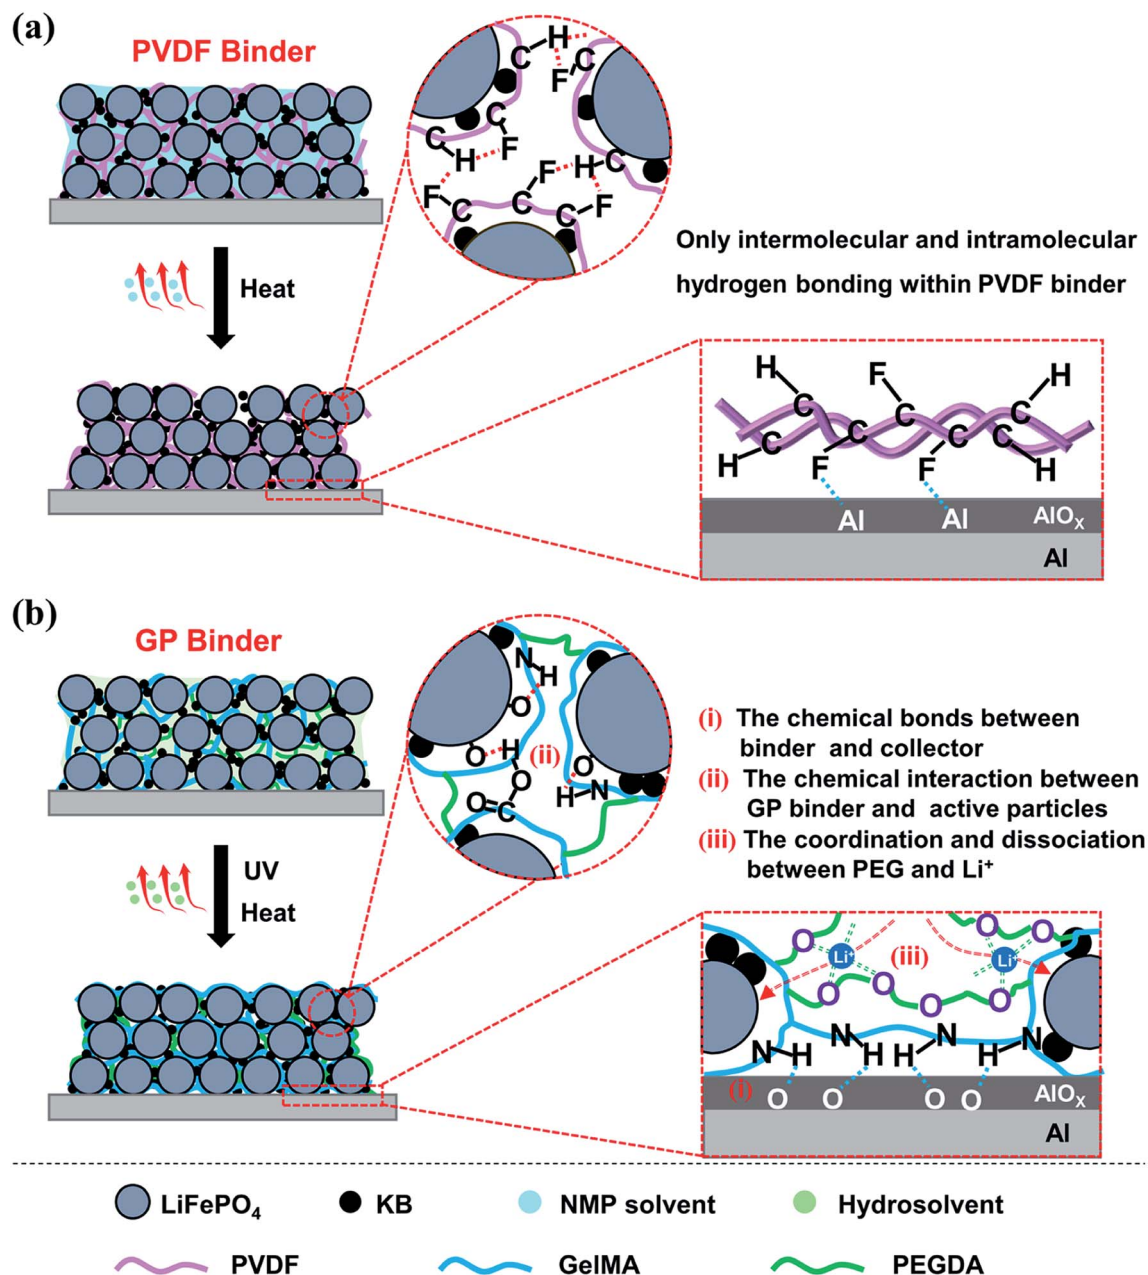 (a)
PVDF Binder
C H
F C
C
C H F
F
F H C
F C C F
Heat
Only intermolecular and intramolecular
hydrogen bonding within PVDF binder
H F H
C C C
H C F C F C H
Al Al AlOX
Al
(b)
GP Binder
N H
O
O H (ii) O
O
O C H N
UV
Heat
(i) The chemical bonds between
binder and collector
(ii) The chemical interaction between
GP binder and active particles
(iii) The coordination and dissociation
between PEG and Li+
O O O
Li+ (iii) Li+
O O O O
N H N H H N H N
(i) O O O O AlOX
Al
LiFePO4 KB NMP solvent Hydrosolvent
PVDF GelMA PEGDA